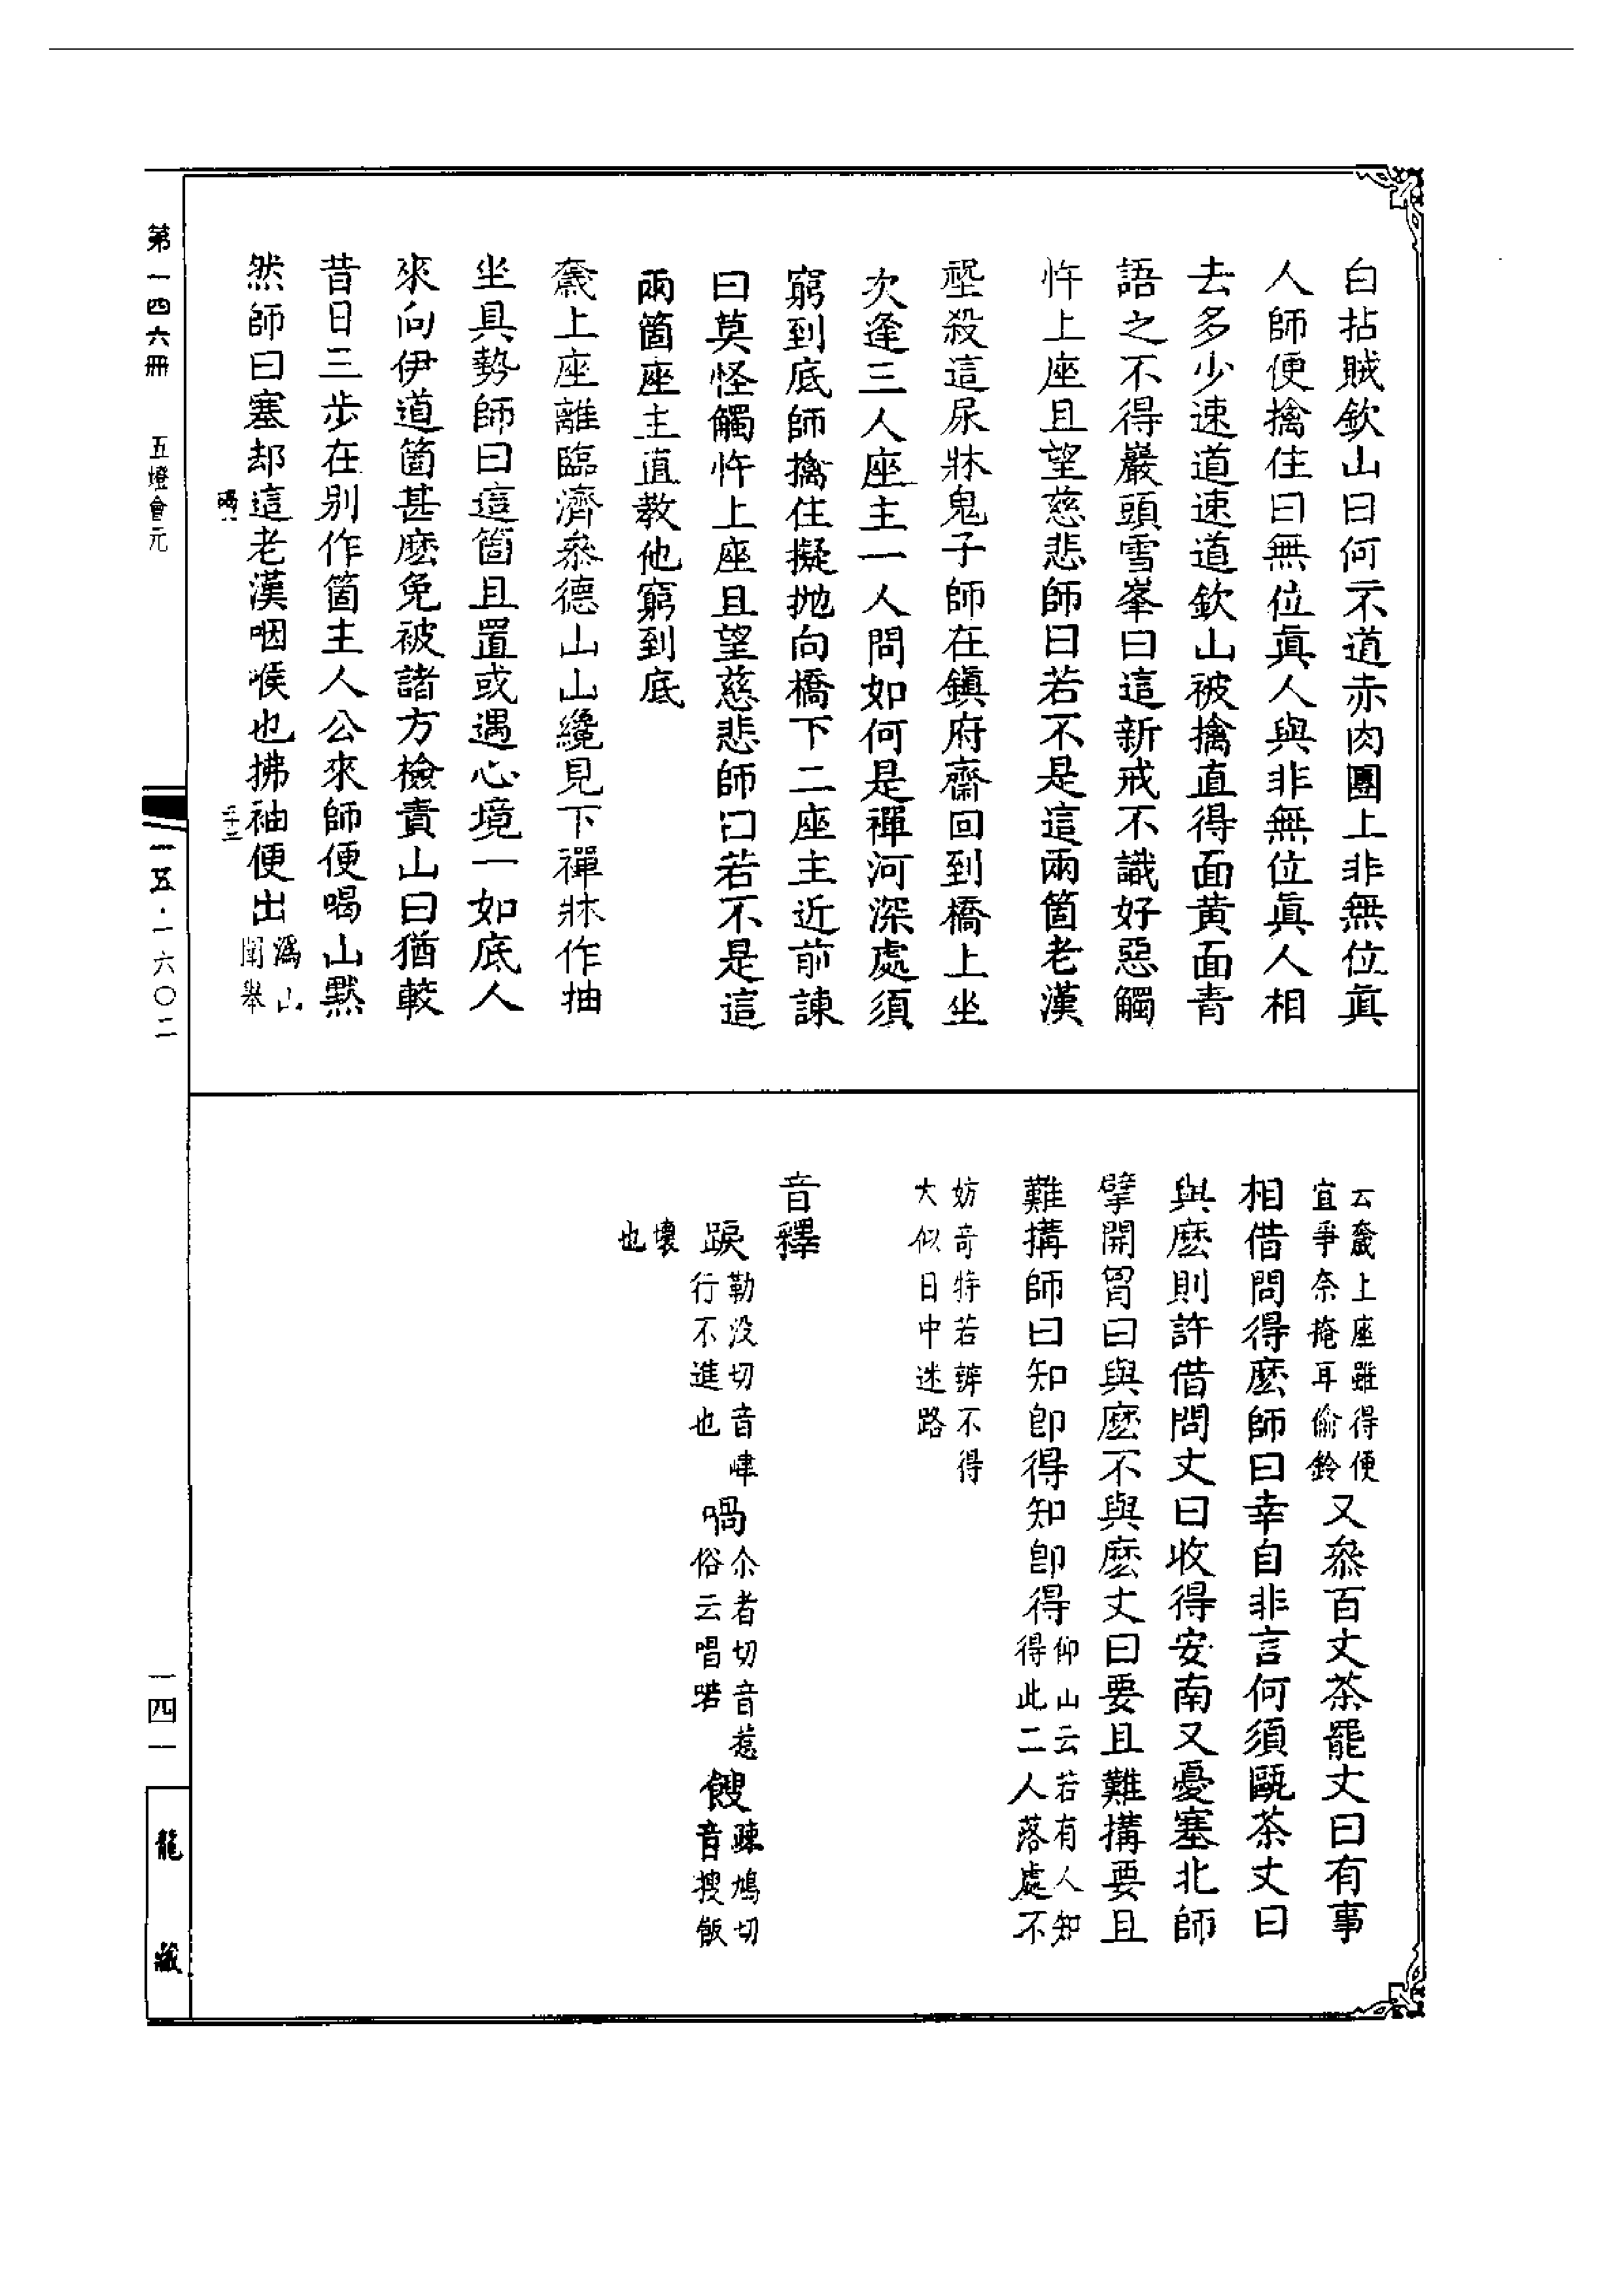 白拈賊欽山曰何不道赤肉團上非無位眞
人師便擒住曰無位眞人與非無位眞人相
去多少速道速道欽山被擒直得面黄面青
語之不得巖頭雪峯曰這新戒不識好惡觸
忤上座且望慈悲師曰若不是這兩箇老漢
𡎺殺這尿牀鬼子師在鎭府齋回到橋上坐
次逢三人座主一人問如何是禪河深處須
窮到底師擒住擬抛向橋下二座主近前諫
曰莫怪觸忤上座且望慈悲師曰若不是這
兩箇座主直教他窮到底
奯上座離臨濟叅德山山纔見下禪牀作抽
坐具勢師曰這箇且置或遇心境一如底人
來向伊道箇甚麽免被諸方檢責山曰猶較
昔日三步在别作箇主人公來師便喝山黙
然師曰塞却這老漢咽喉也拂袖便出溈山
聞舉
云奯上座雖得便
宜爭奈掩耳偷鈴又叅百丈茶罷丈曰有事
相借問得麽師曰幸自非言何須𠁊茶丈曰
與麽則許借問丈曰收得安南又憂塞北師
擘開胷曰與麽不與麽丈曰要且難搆要且
難搆師曰知卽得知卽得仰山云若有人知
得此二人落處不
妨奇特若辨不得
大似日中迷路
音釋
踧勒没切音嵂
行不進也
喎尒者切音惹
俗云唱喏
餿疎鳩切
音搜飯
壞
也
第一四六冊
五燈會元
三十二
一五·一六〇二
一四一
龍藏